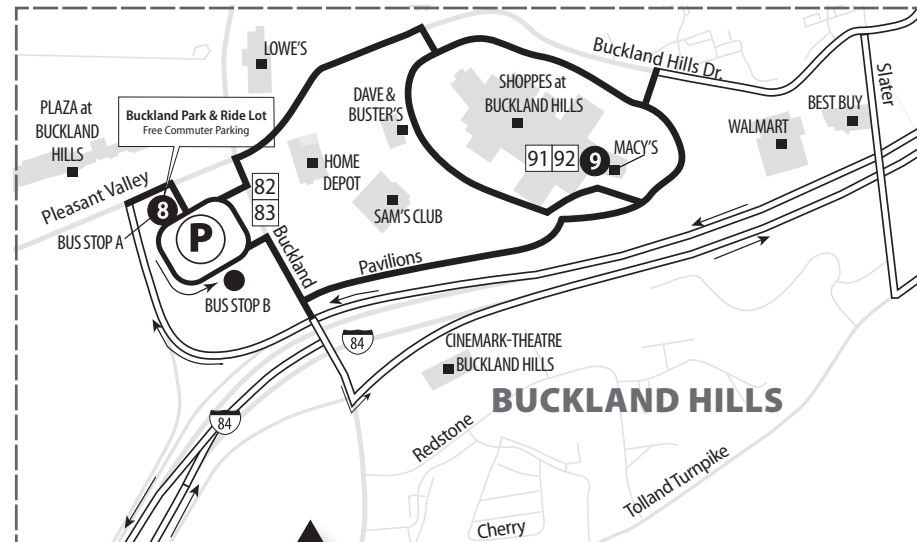 LOWE'S
Buckland Hills Dr.
Slater
SHOPPES at
BUCKLAND HILLS
PLAZA at
BUCKLAND
HILLS
Buckland Park & Ride Lot
Free Commuter Parking
DAVE &
BUSTER'S
BEST BUY
WALMART
91 92
9
MACY'S
HOME
DEPOT
82
83
SAM'S CLUB
Pleasant Valley
8
BUS STOP A
P
Buckland
Pavilions
BUS STOP B
84
CINEMARK-THEATRE
BUCKLAND HILLS
BUCKLAND HILLS
84
Redstone
Tolland Turnpike
Cherry